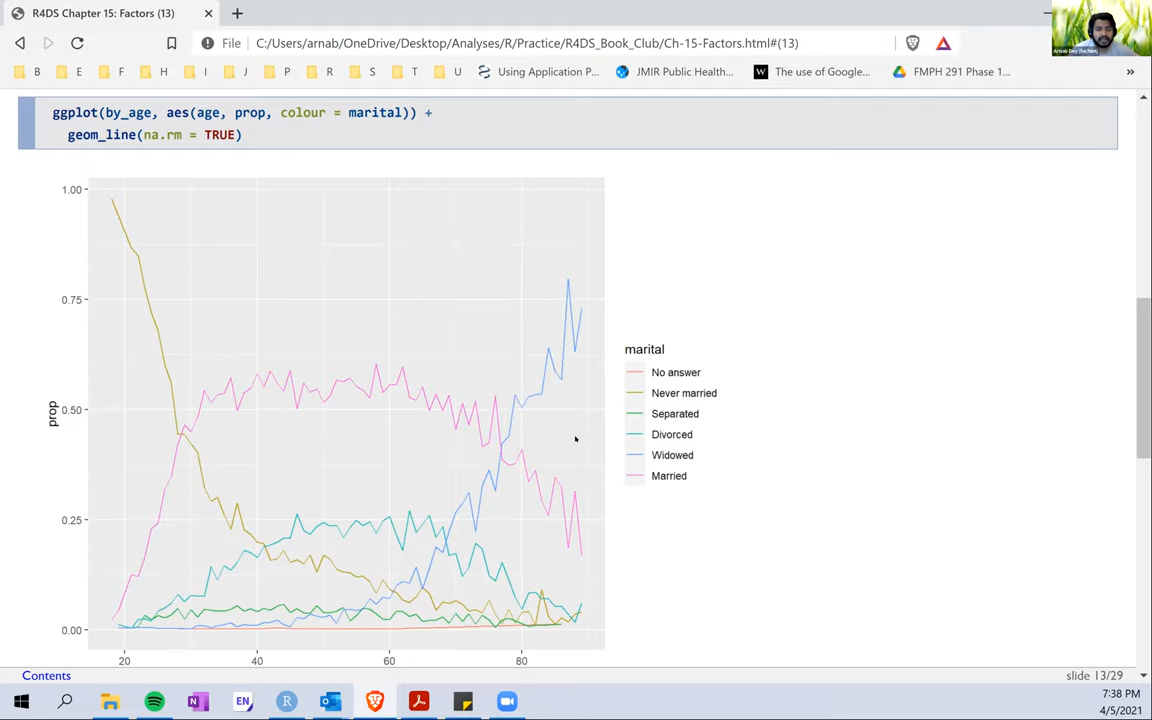 R4DS Chapter 15: Factors (13)
File C:/Users/arnab/OneDrive/Desktop/Analyses/R/Practice/R4DS_Book_Club/Ch-15-Factors.html#(13)
B E F H I J P R S T U Using Application P... JMIR Public Health... W The use of Google... FMPH 291 Phase 1... »
ggplot(by_age, aes(age, prop, colour = marital)) +
geom_line(na.rm = TRUE)
1.00
0.75
0.50
0.25
0.00
prop
20 40 60 80
marital
No answer
Never married
Separated
Divorced
Widowed
Married
Contents
slide 13/29
EN
R
7:38 PM
4/5/2021